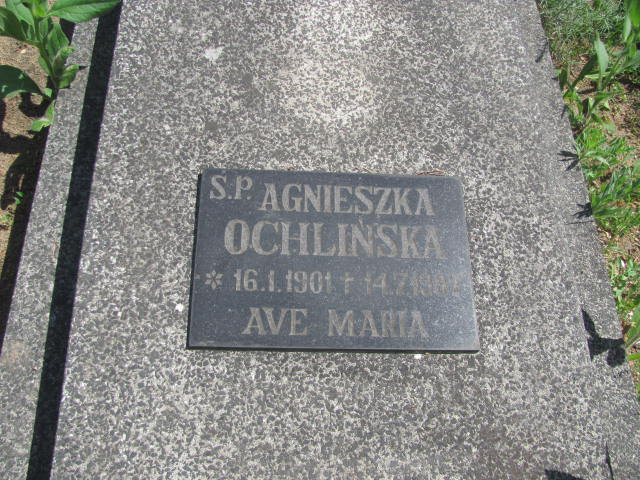 Ś.P. AGNIESZKA
OCHLIŃSKA
* 16.1.1901 †
AVE MARIA